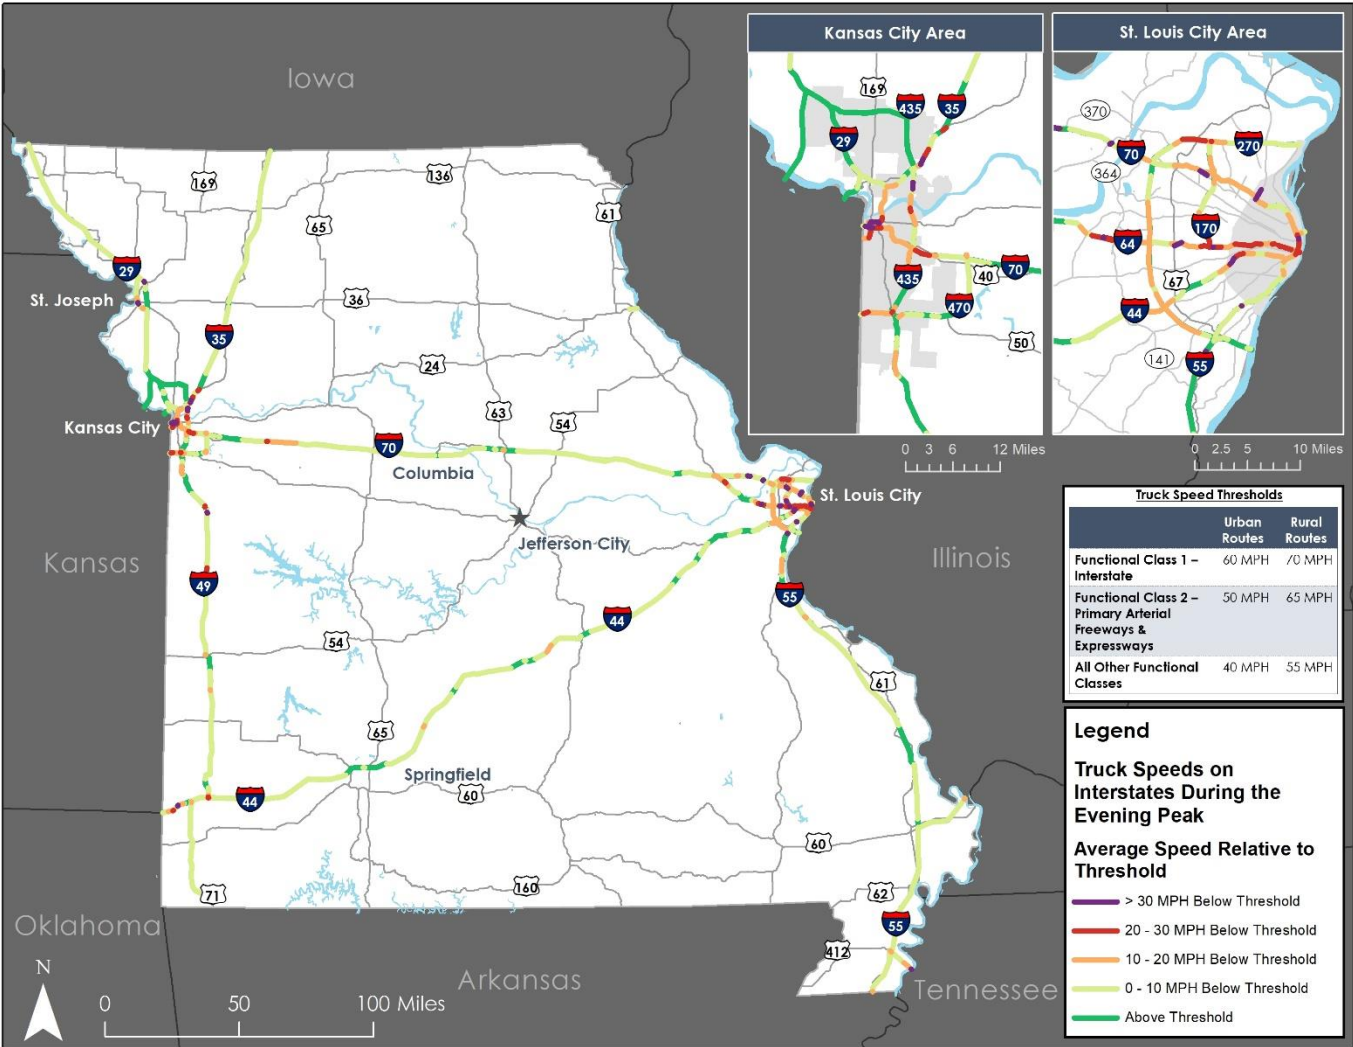 Kansas City Area
St. Louis City Area
Iowa
169
435
35
29
435
70
40
470
50
0 3 6 12 Miles
370
70
270
364
170
64
67
44
141
55
0 2.5 5 10 Miles
169
136
65
61
29
St. Joseph
36
35
24
63
54
Kansas City
70
Columbia
St. Louis City
Jefferson City
Kansas
Illinois
49
55
44
54
61
65
Springfield
44
60
60
71
160
62
55
412
Oklahoma
Arkansas
Tennessee
N
0 50 100 Miles
Truck Speed Thresholds
Urban Routes
Rural Routes
Functional Class 1 – 60 MPH 70 MPH
Interstate
Functional Class 2 – 50 MPH 65 MPH
Primary Arterial
Freeways &
Expressways
All Other Functional 40 MPH 55 MPH
Classes
Legend
Truck Speeds on
Interstates During the
Evening Peak
Average Speed Relative to
Threshold
> 30 MPH Below Threshold
20 - 30 MPH Below Threshold
10 - 20 MPH Below Threshold
0 - 10 MPH Below Threshold
Above Threshold